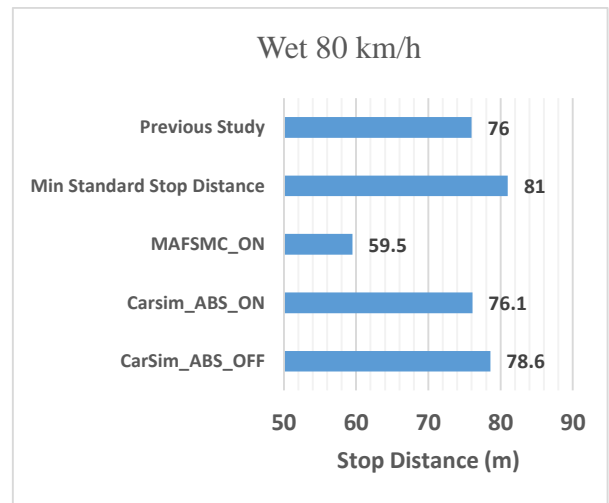 Wet 80 km/h
Previous Study 76
Min Standard Stop Distance 81
MAFSMC_ON 59.5
Carsim_ABS_ON 76.1
CarSim_ABS_OFF 78.6
50 60 70 80 90
Stop Distance (m)